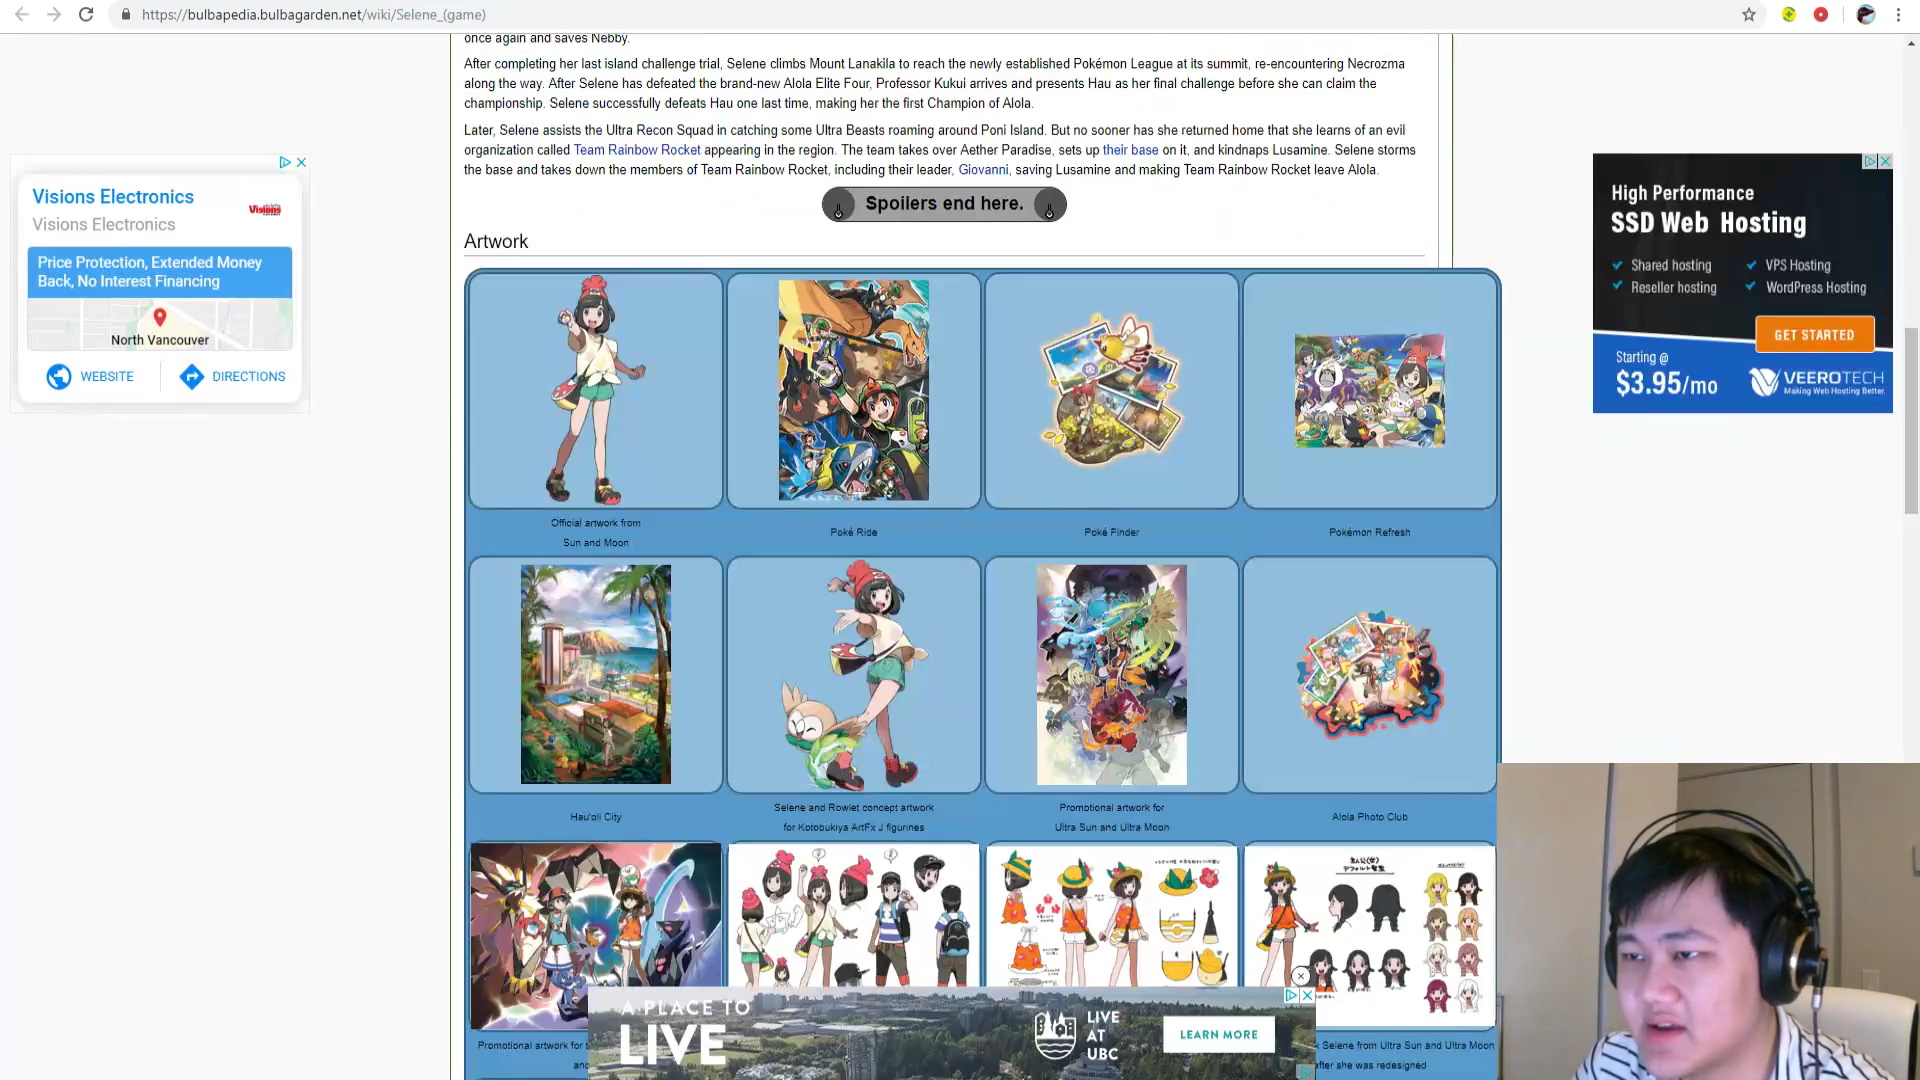 https://bulbapedia.bulbagarden.net/wiki/Selene_(game)
once again and saves Nebby.
After completing her last island challenge trial, Selene climbs Mount Lanakila to reach the newly established Pokémon League at its summit, re-encountering Necrozma
along the way. After Selene has defeated the brand-new Alola Elite Four, Professor Kukui arrives and presents Hau as her final challenge before she can claim the
championship. Selene successfully defeats Hau one last time, making her the first Champion of Alola.
Later, Selene assists the Ultra Recon Squad in catching some Ultra Beasts roaming around Poni Island. But no sooner has she returned home that she learns of an evil
organization called Team Rainbow Rocket appearing in the region. The team takes over Aether Paradise, sets up their base on it, and kindnaps Lusamine. Selene storms
the base and takes down the members of Team Rainbow Rocket, including their leader, Giovanni, saving Lusamine and making Team Rainbow Rocket leave Alola.
Spoilers end here.
Artwork
Visions Electronics
Visions
Visions Electronics
Price Protection, Extended Money
Back, No Interest Financing
North Vancouver
WEBSITE
DIRECTIONS
High Performance
SSD Web Hosting
Shared hosting
VPS Hosting
Reseller hosting
WordPress Hosting
GET STARTED
Starting @
$3.95/mo
VEEROTECH
Making Web Hosting Better.
Official artwork from
Sun and Moon
Poké Ride
Poké Finder
Pokémon Refresh
Hau'oli City
Selene and Rowlet concept artwork
for Kotobukiya ArtFx J figurines
Promotional artwork for
Ultra Sun and Ultra Moon
Alola Photo Club
Promotional artwork for
Selene from Ultra Sun and Ultra Moon
after she was redesigned
A PLACE TO
LIVE
LIVE
AT
UBC
LEARN MORE